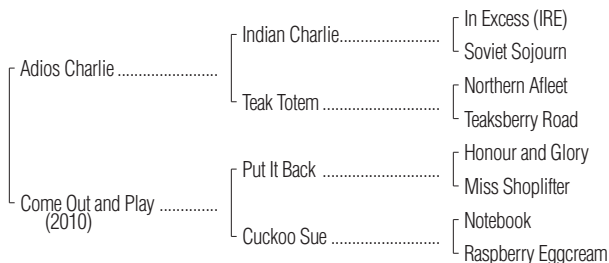 In Excess (IRE)
Indian Charlie........................
Soviet Sojourn
Adios Charlie ........................
Northern Afleet
Teak Totem ..........................
Teaksberry Road
Honour and Glory
Put It Back ............................
Miss Shoplifter
Come Out and Play ..............
(2010)
Notebook
Cuckoo Sue ..........................
Raspberry Eggcream